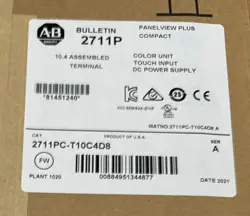 AB
BULLETIN
2711P
PANELVIEW PLUS
COMPACT
10.4 ASSEMBLED
TERMINAL
COLOR UNIT
TOUCH INPUT
DC POWER SUPPLY
*81451240*
MATNO: 2711PC-T10C4D8 A
CAT
PRODUCT OF U.S.A.
SER
2711PC-T10C4D8
A
FW
PLANT 1020
00884951344877
DATE 2021